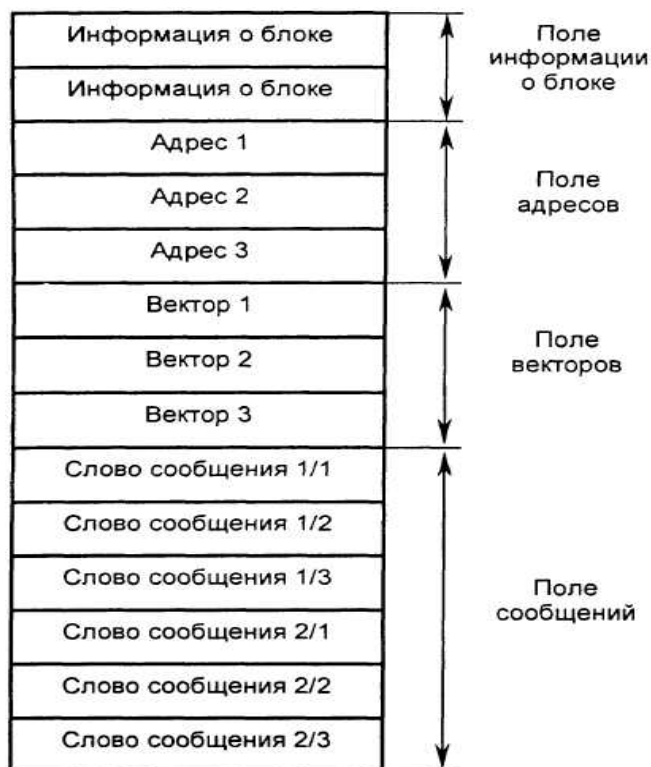 Информация о блоке
Информация о блоке
Адрес 1
Адрес 2
Адрес 3
Вектор 1
Вектор 2
Вектор 3
Слово сообщения 1/1
Слово сообщения 1/2
Слово сообщения 1/3
Слово сообщения 2/1
Слово сообщения 2/2
Слово сообщения 2/3
Поле
информации
о блоке
Поле
адресов
Поле
векторов
Поле
сообщений